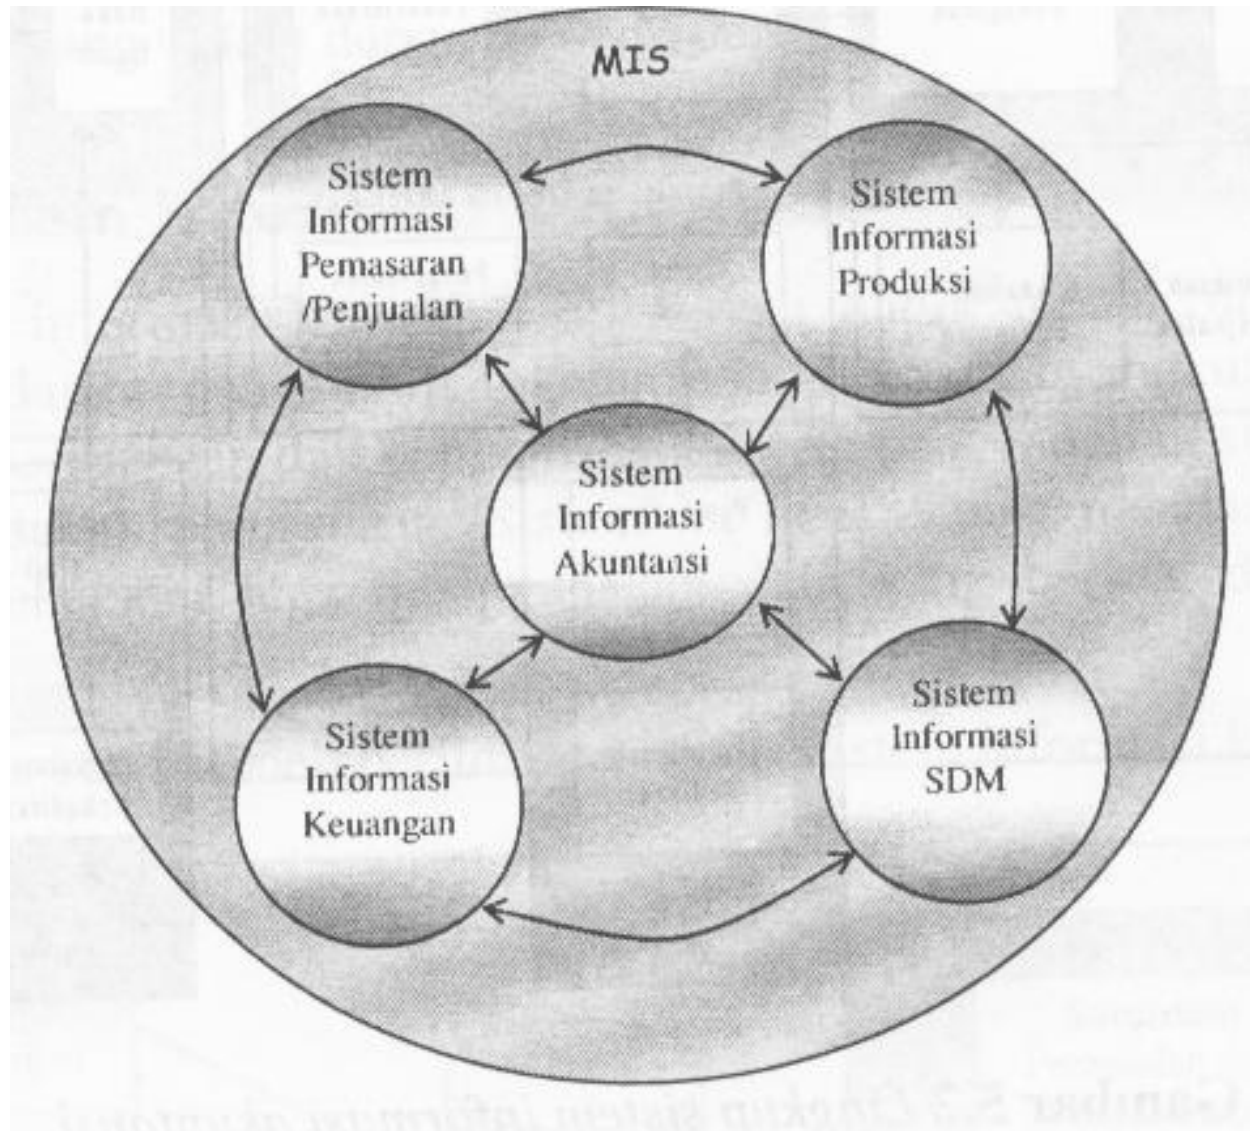 MIS
Sistem
Informasi
Pemasaran
/Penjualan
Sistem
Informasi
Produksi
Sistem
Informasi
Akuntansi
Sistem
Informasi
Keuangan
Sistem
Informasi
SDM